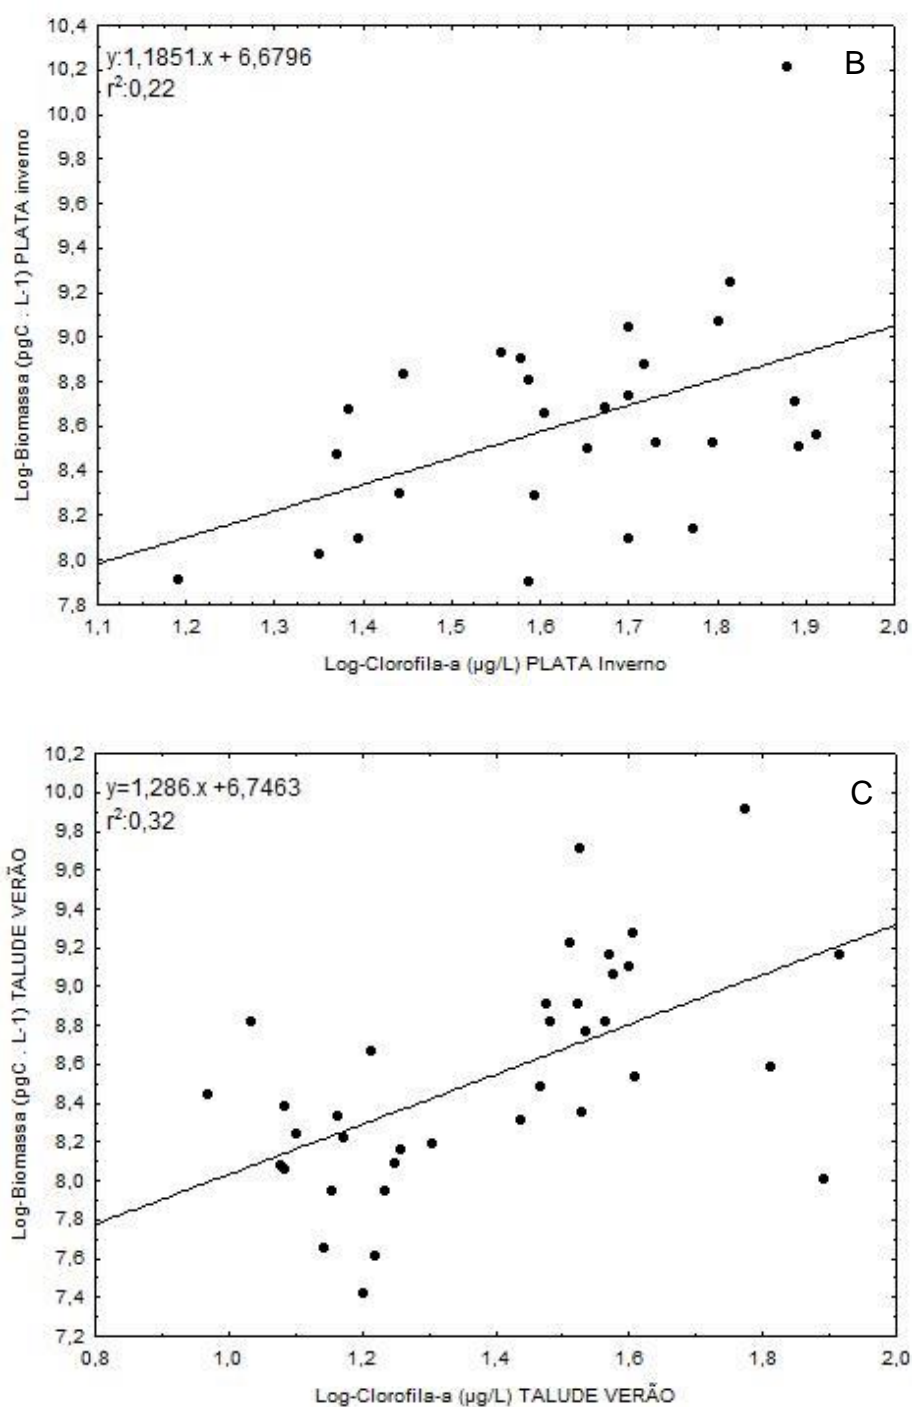 10,4
10,2
10,0
9,8
9,6
9,4
9,2
9,0
8,8
8,6
8,4
8,2
8,0
7,8
y:1,1851.x + 6,6796
r²:0,22
B
Log-Biomassa (pgC . L-1) PLATA inverno
1,1 1,2 1,3 1,4 1,5 1,6 1,7 1,8 1,9 2,0
Log-Clorofila-a (µg/L) PLATA Inverno
10,2
10,0
9,8
9,6
9,4
9,2
9,0
8,8
8,6
8,4
8,2
8,0
7,8
7,6
7,4
7,2
y=1,286.x +6,7463
r²:0,32
C
Log-Biomassa (pgC . L-1) TALUDE VERÃO
0,8 1,0 1,2 1,4 1,6 1,8 2,0
Log-Clorofila-a (µg/L) TALUDE VERÃO